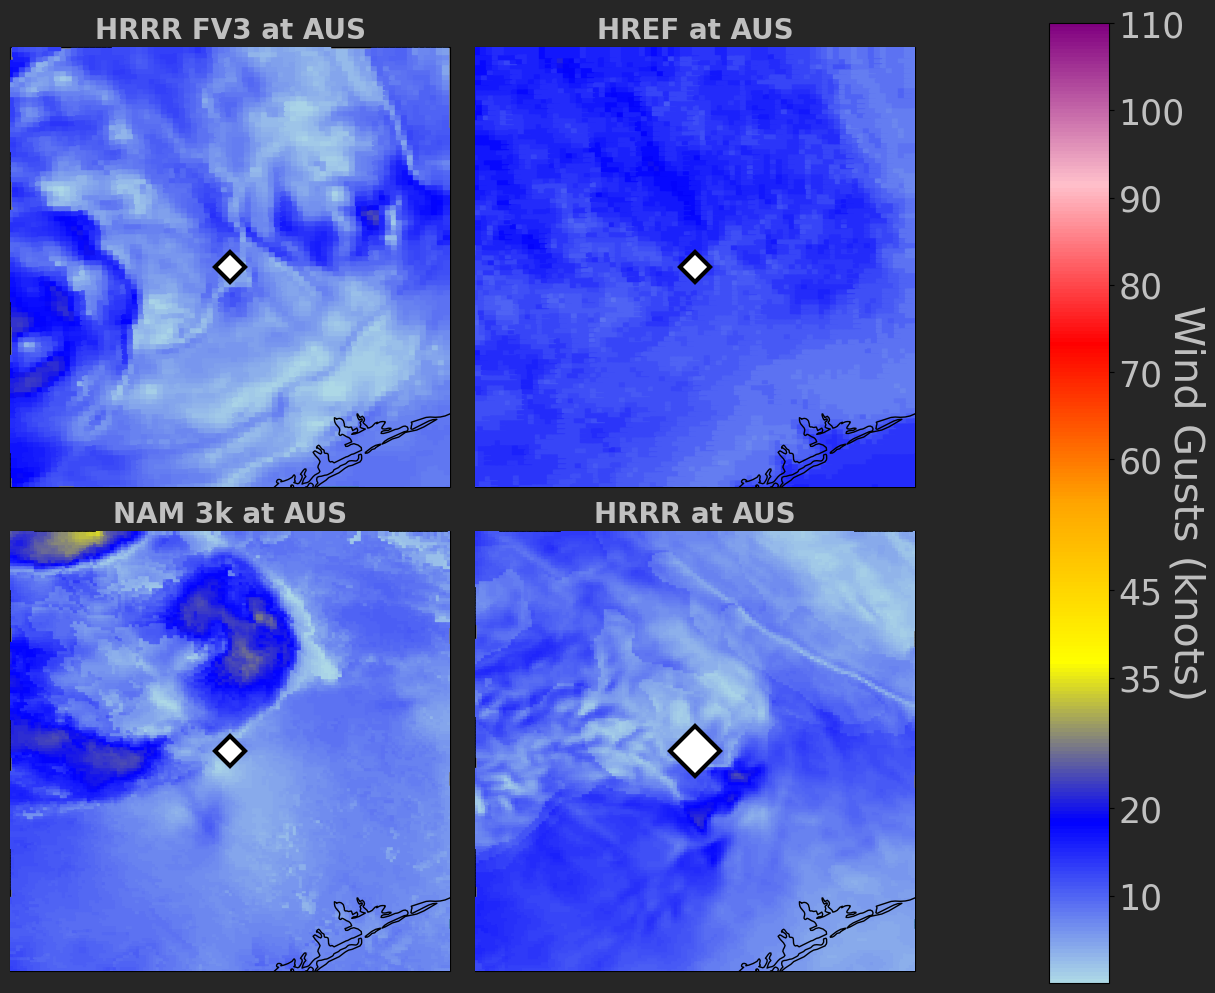 HRRR FV3 at AUS
HREF at AUS
NAM 3k at AUS
HRRR at AUS
110
100
90
80
70
60
45
35
20
10
Wind Gusts (knots)